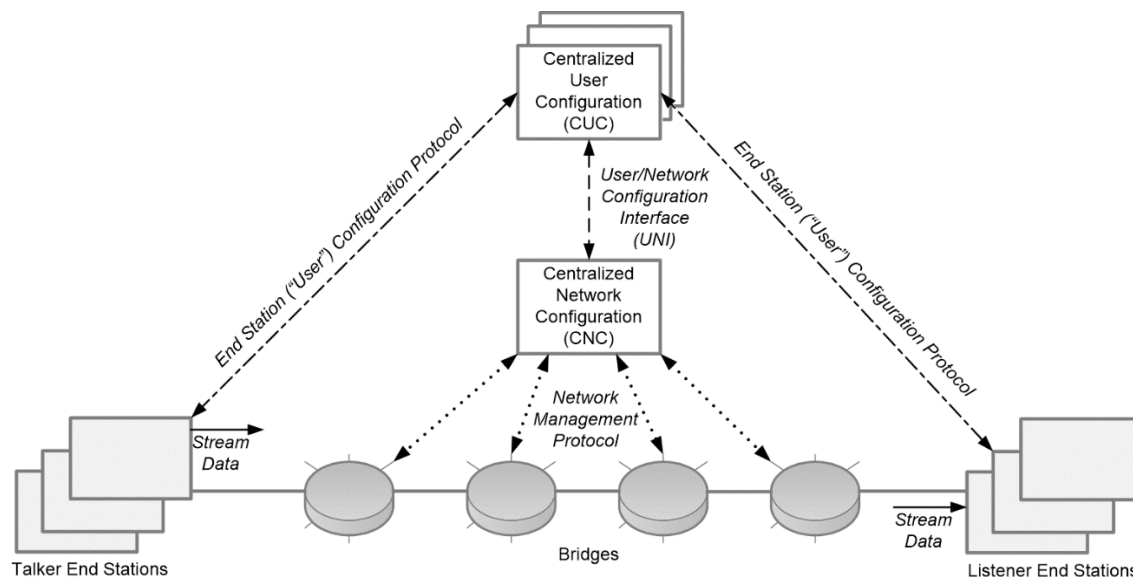 Centralized
User
Configuration
(CUC)
End Station (“User”) Configuration Protocol
End Station (“User”) Configuration Protocol
User/Network
Configuration
Interface
(UNI)
Centralized
Network
Configuration
(CNC)
Network
Management
Protocol
Stream
Data
Stream
Data
Bridges
Talker End Stations
Listener End Stations